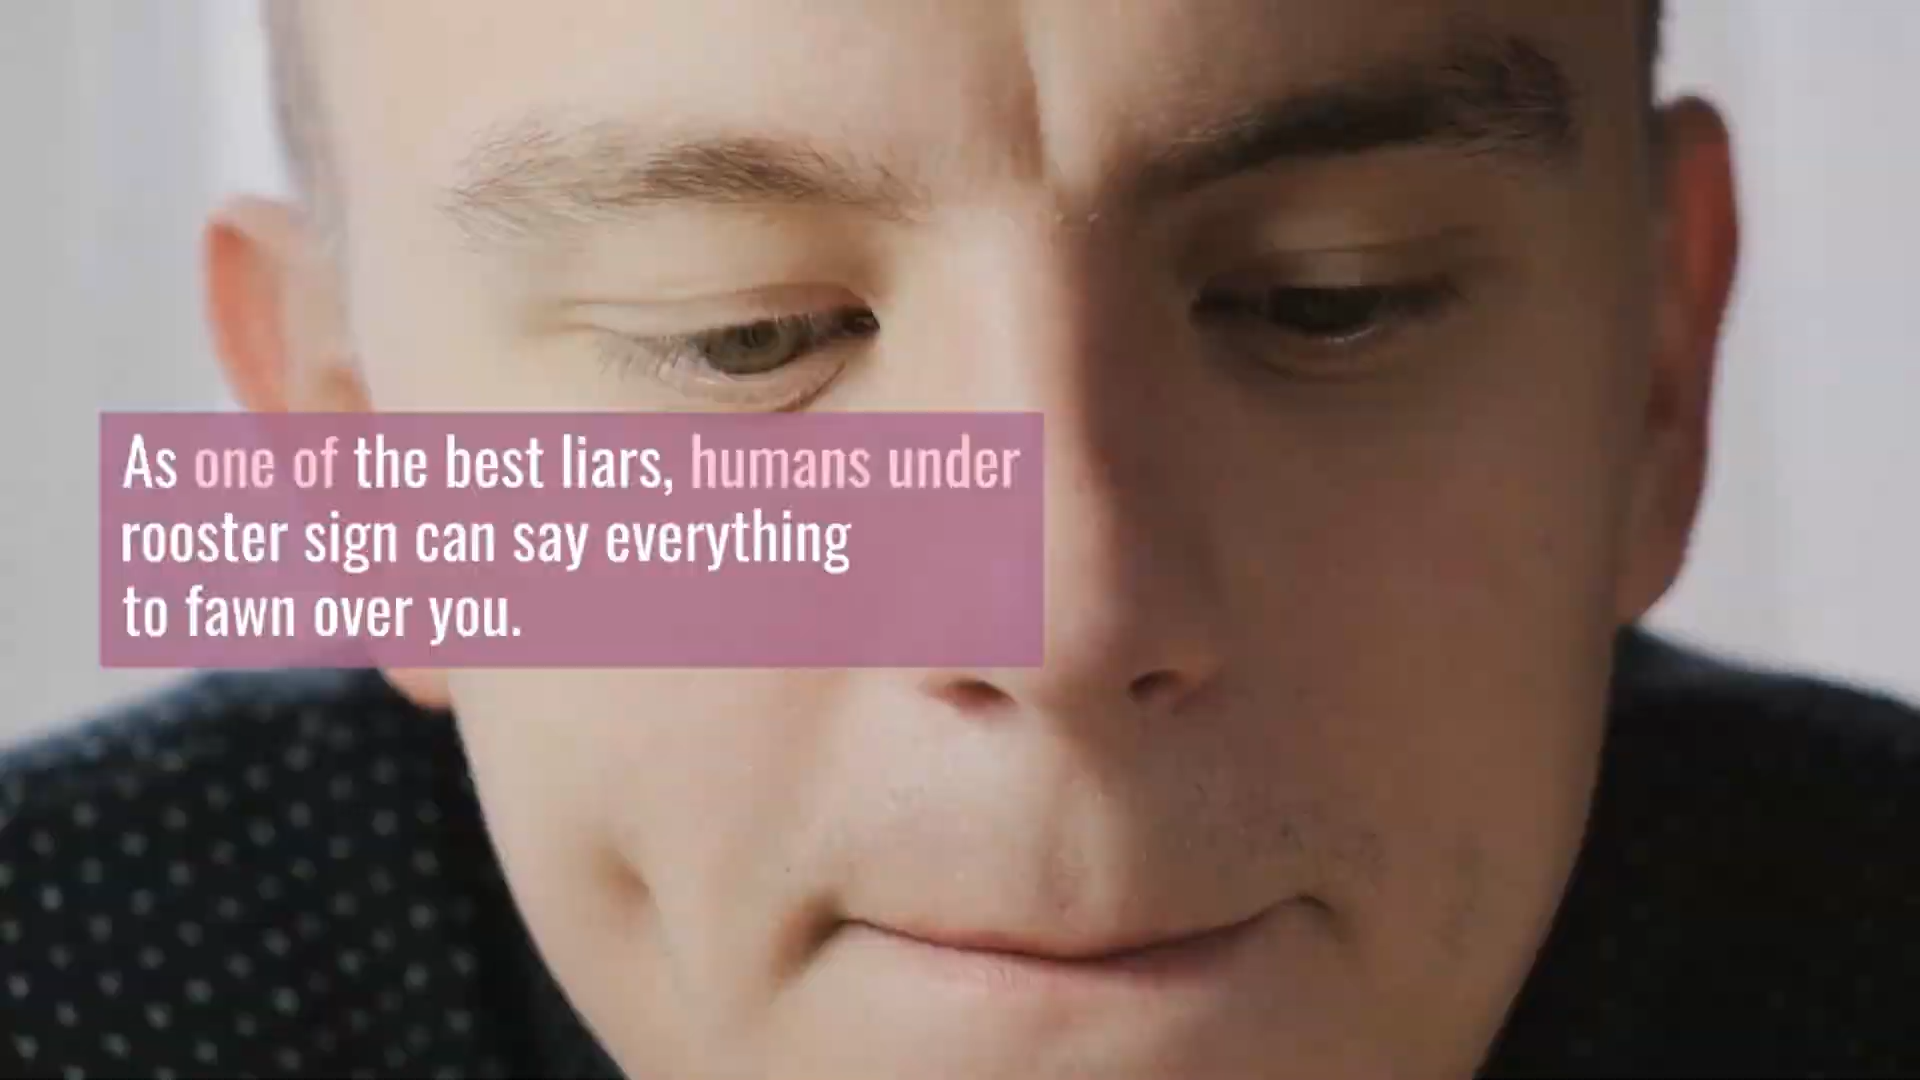 As one of the best liars, humans under
rooster sign can say everything
to fawn over you.